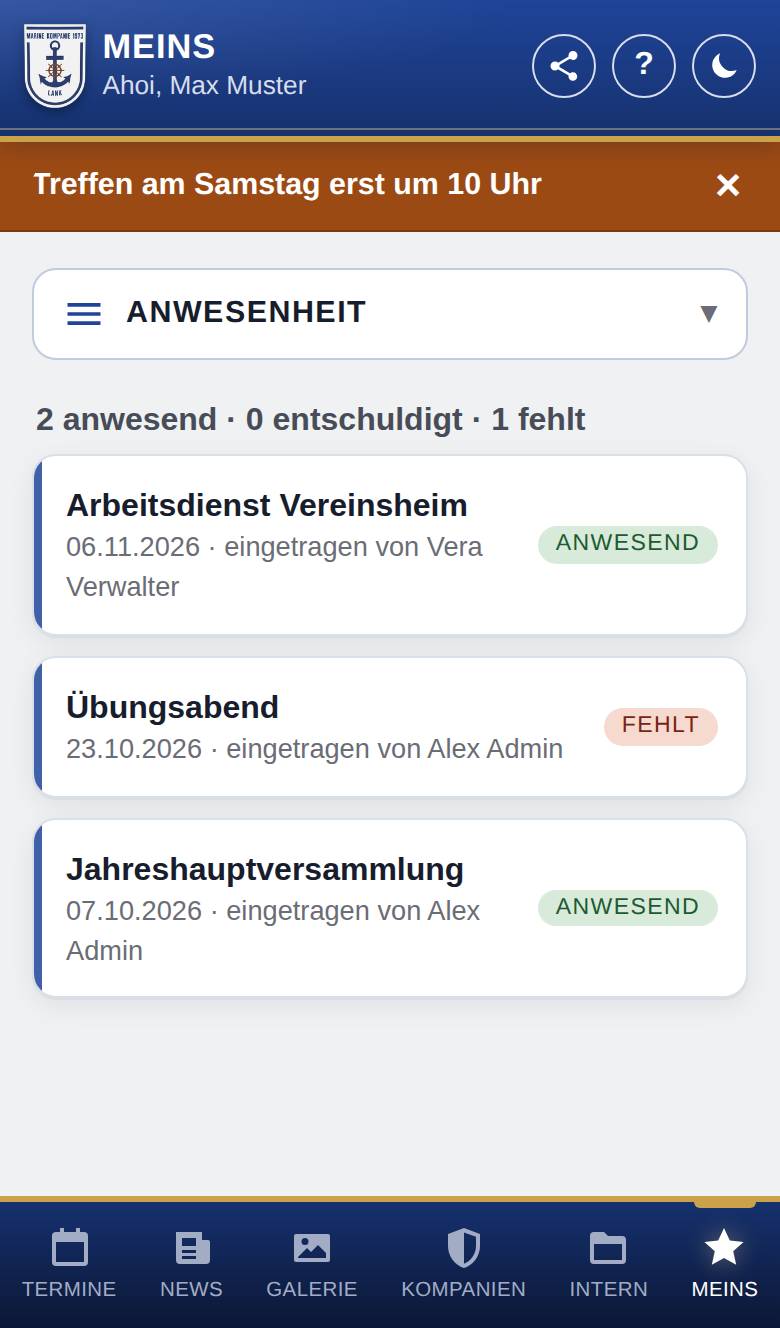 MARINE KOMPANIE 1973
LANK
MEINS
Ahoi, Max Muster
?
Treffen am Samstag erst um 10 Uhr
×
ANWESENHEIT
▼
2 anwesend · 0 entschuldigt · 1 fehlt
Arbeitsdienst Vereinsheim
06.11.2026 · eingetragen von Vera
Verwalter
ANWESEND
Übungsabend
23.10.2026 · eingetragen von Alex Admin
FEHLT
Jahreshauptversammlung
07.10.2026 · eingetragen von Alex
Admin
ANWESEND
TERMINE
NEWS
GALERIE
KOMPANIEN
INTERN
MEINS